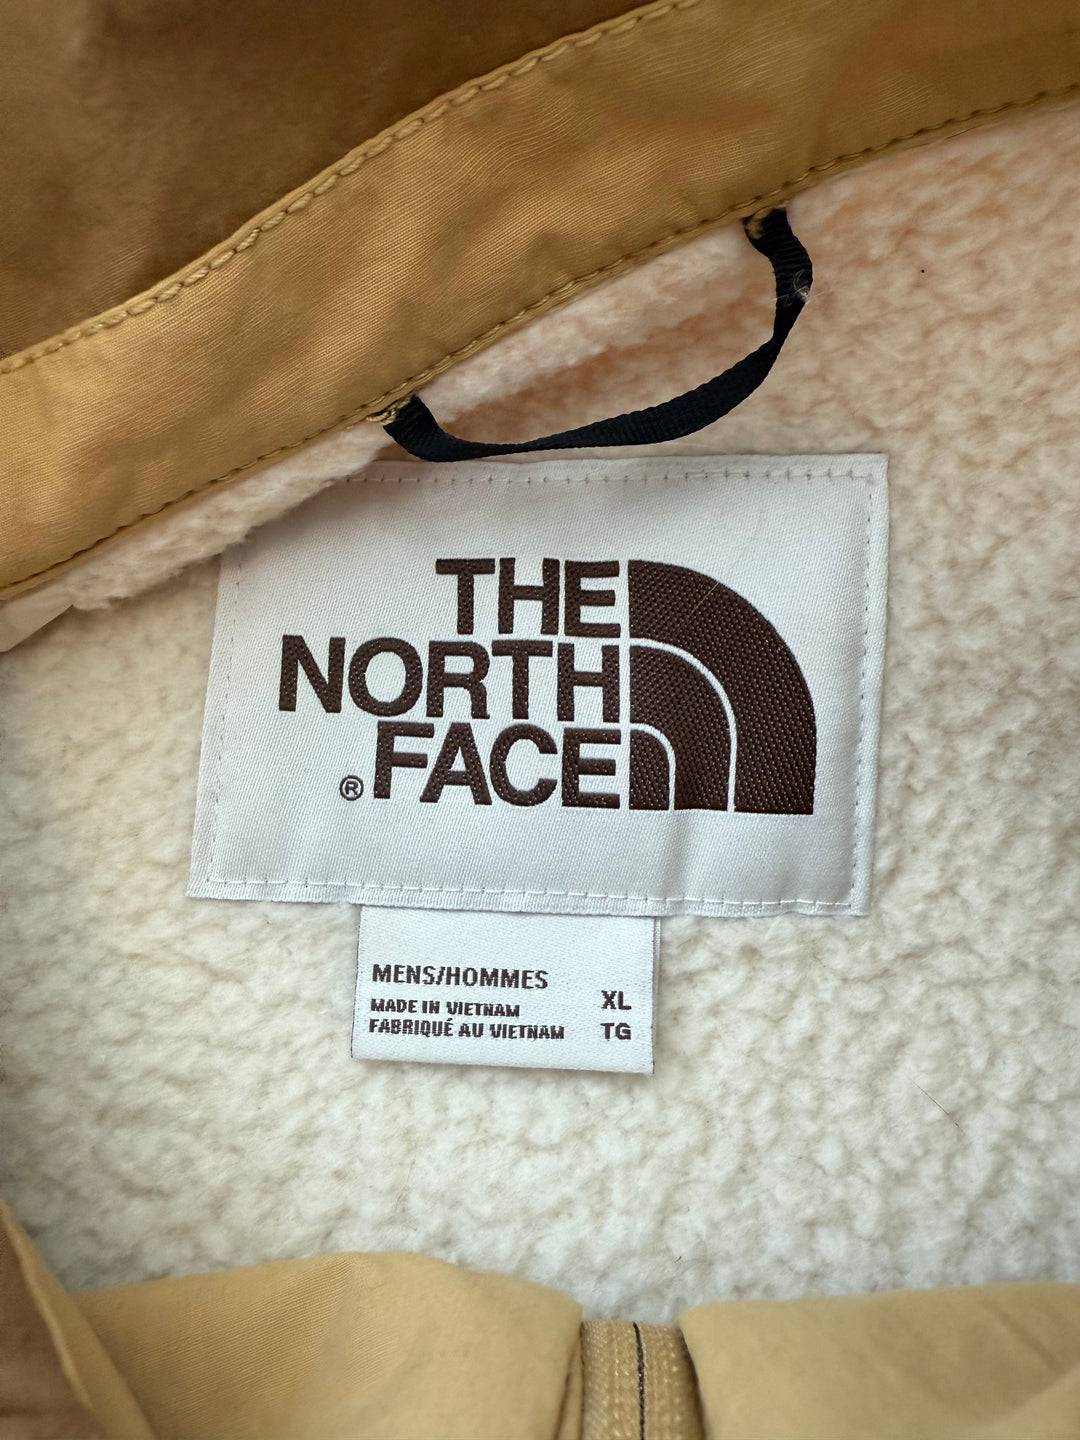 THE
NORTH
FACE
®
MENS/HOMMES
MADE IN VIETNAM
FABRIQUÉ AU VIETNAM
XL
TG